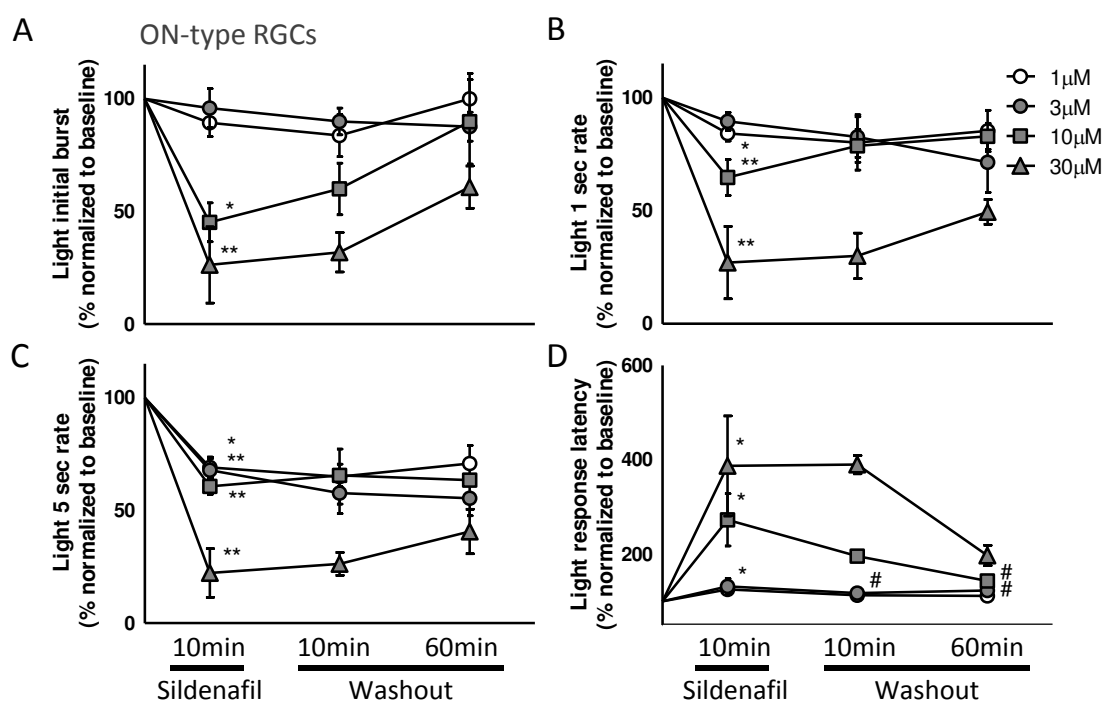 A
ON-type RGCs
Light initial burst
(% normalized to baseline)
100
50
0
*
**
B
Light 1 sec rate
(% normalized to baseline)
100
50
0
*
**
**
1μM
3μM
10μM
30μM
C
Light 5 sec rate
(% normalized to baseline)
100
50
0
*
**
**
**
10min
10min
60min
Sildenafil
Washout
D
Light response latency
(% normalized to baseline)
600
400
200
*
*
*
#
#
#
10min
10min
60min
Sildenafil
Washout